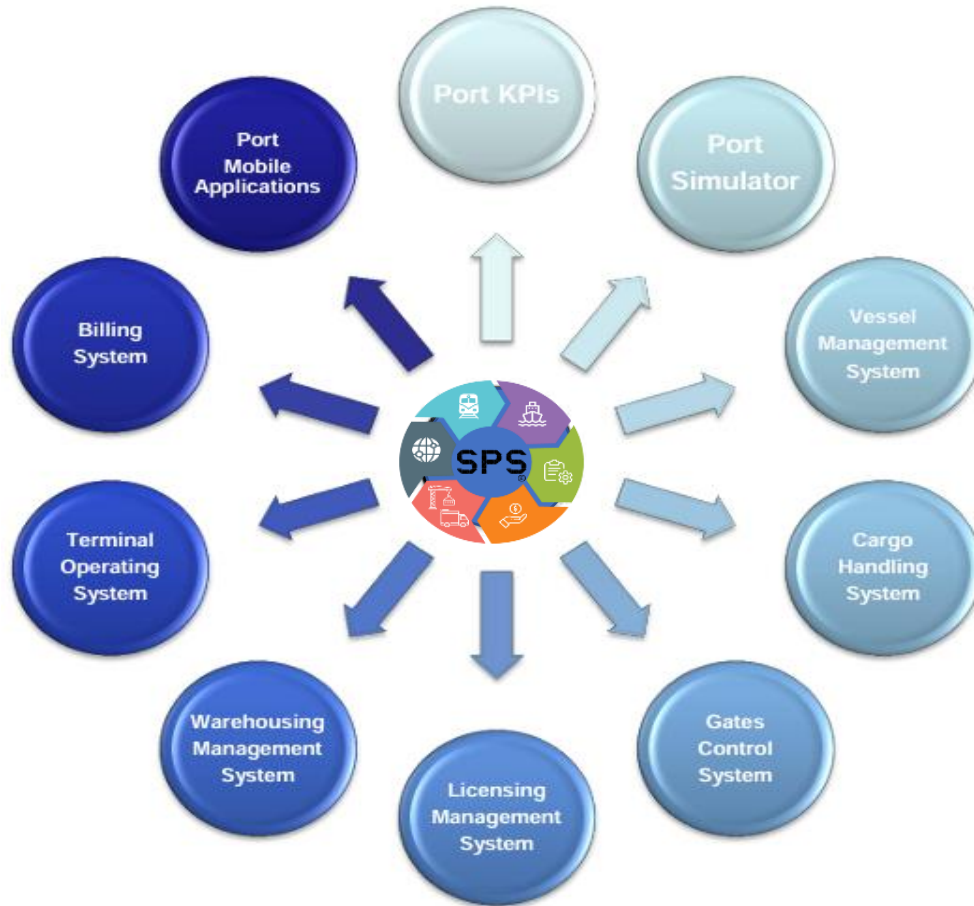 Port KPIs
Port
Simulator
Vessel
Management
System
Cargo
Handling
System
Gates
Control
System
Licensing
Management
System
Warehousing
Management
System
Terminal
Operating
System
Billing
System
Port
Mobile
Applications
SPS
®